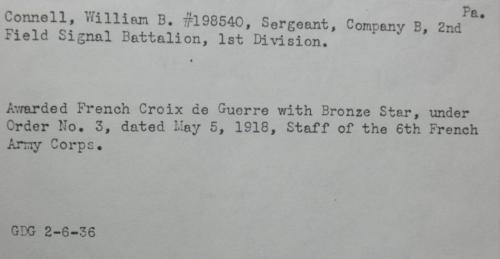 Pa.
Connell, William B. #198540, Sergeant, Company B, 2nd
Field Signal Battalion, 1st Division.
Awarded French Croix de Guerre with Bronze Star, under
Order No. 3, dated May 5, 1918, Staff of the 6th French
Army Corps.
GDG 2-6-36